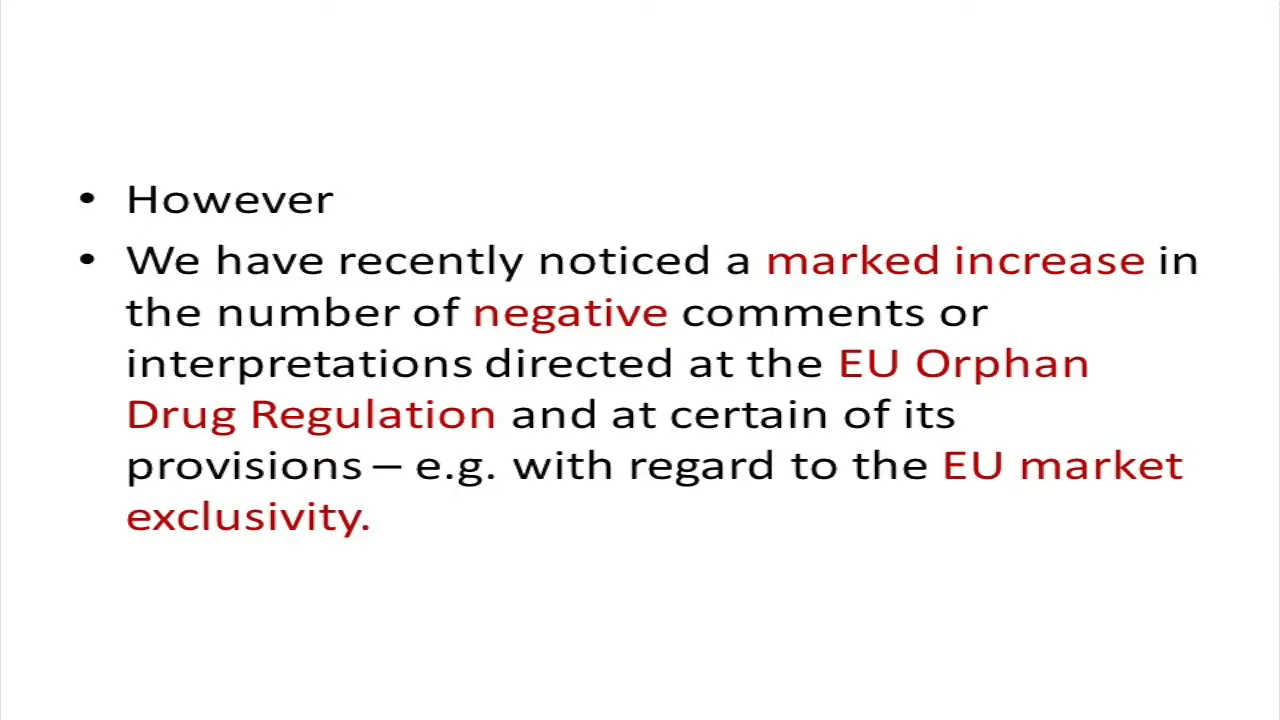 • However
• We have recently noticed a marked increase in
the number of negative comments or
interpretations directed at the EU Orphan
Drug Regulation and at certain of its
provisions – e.g. with regard to the EU market
exclusivity.